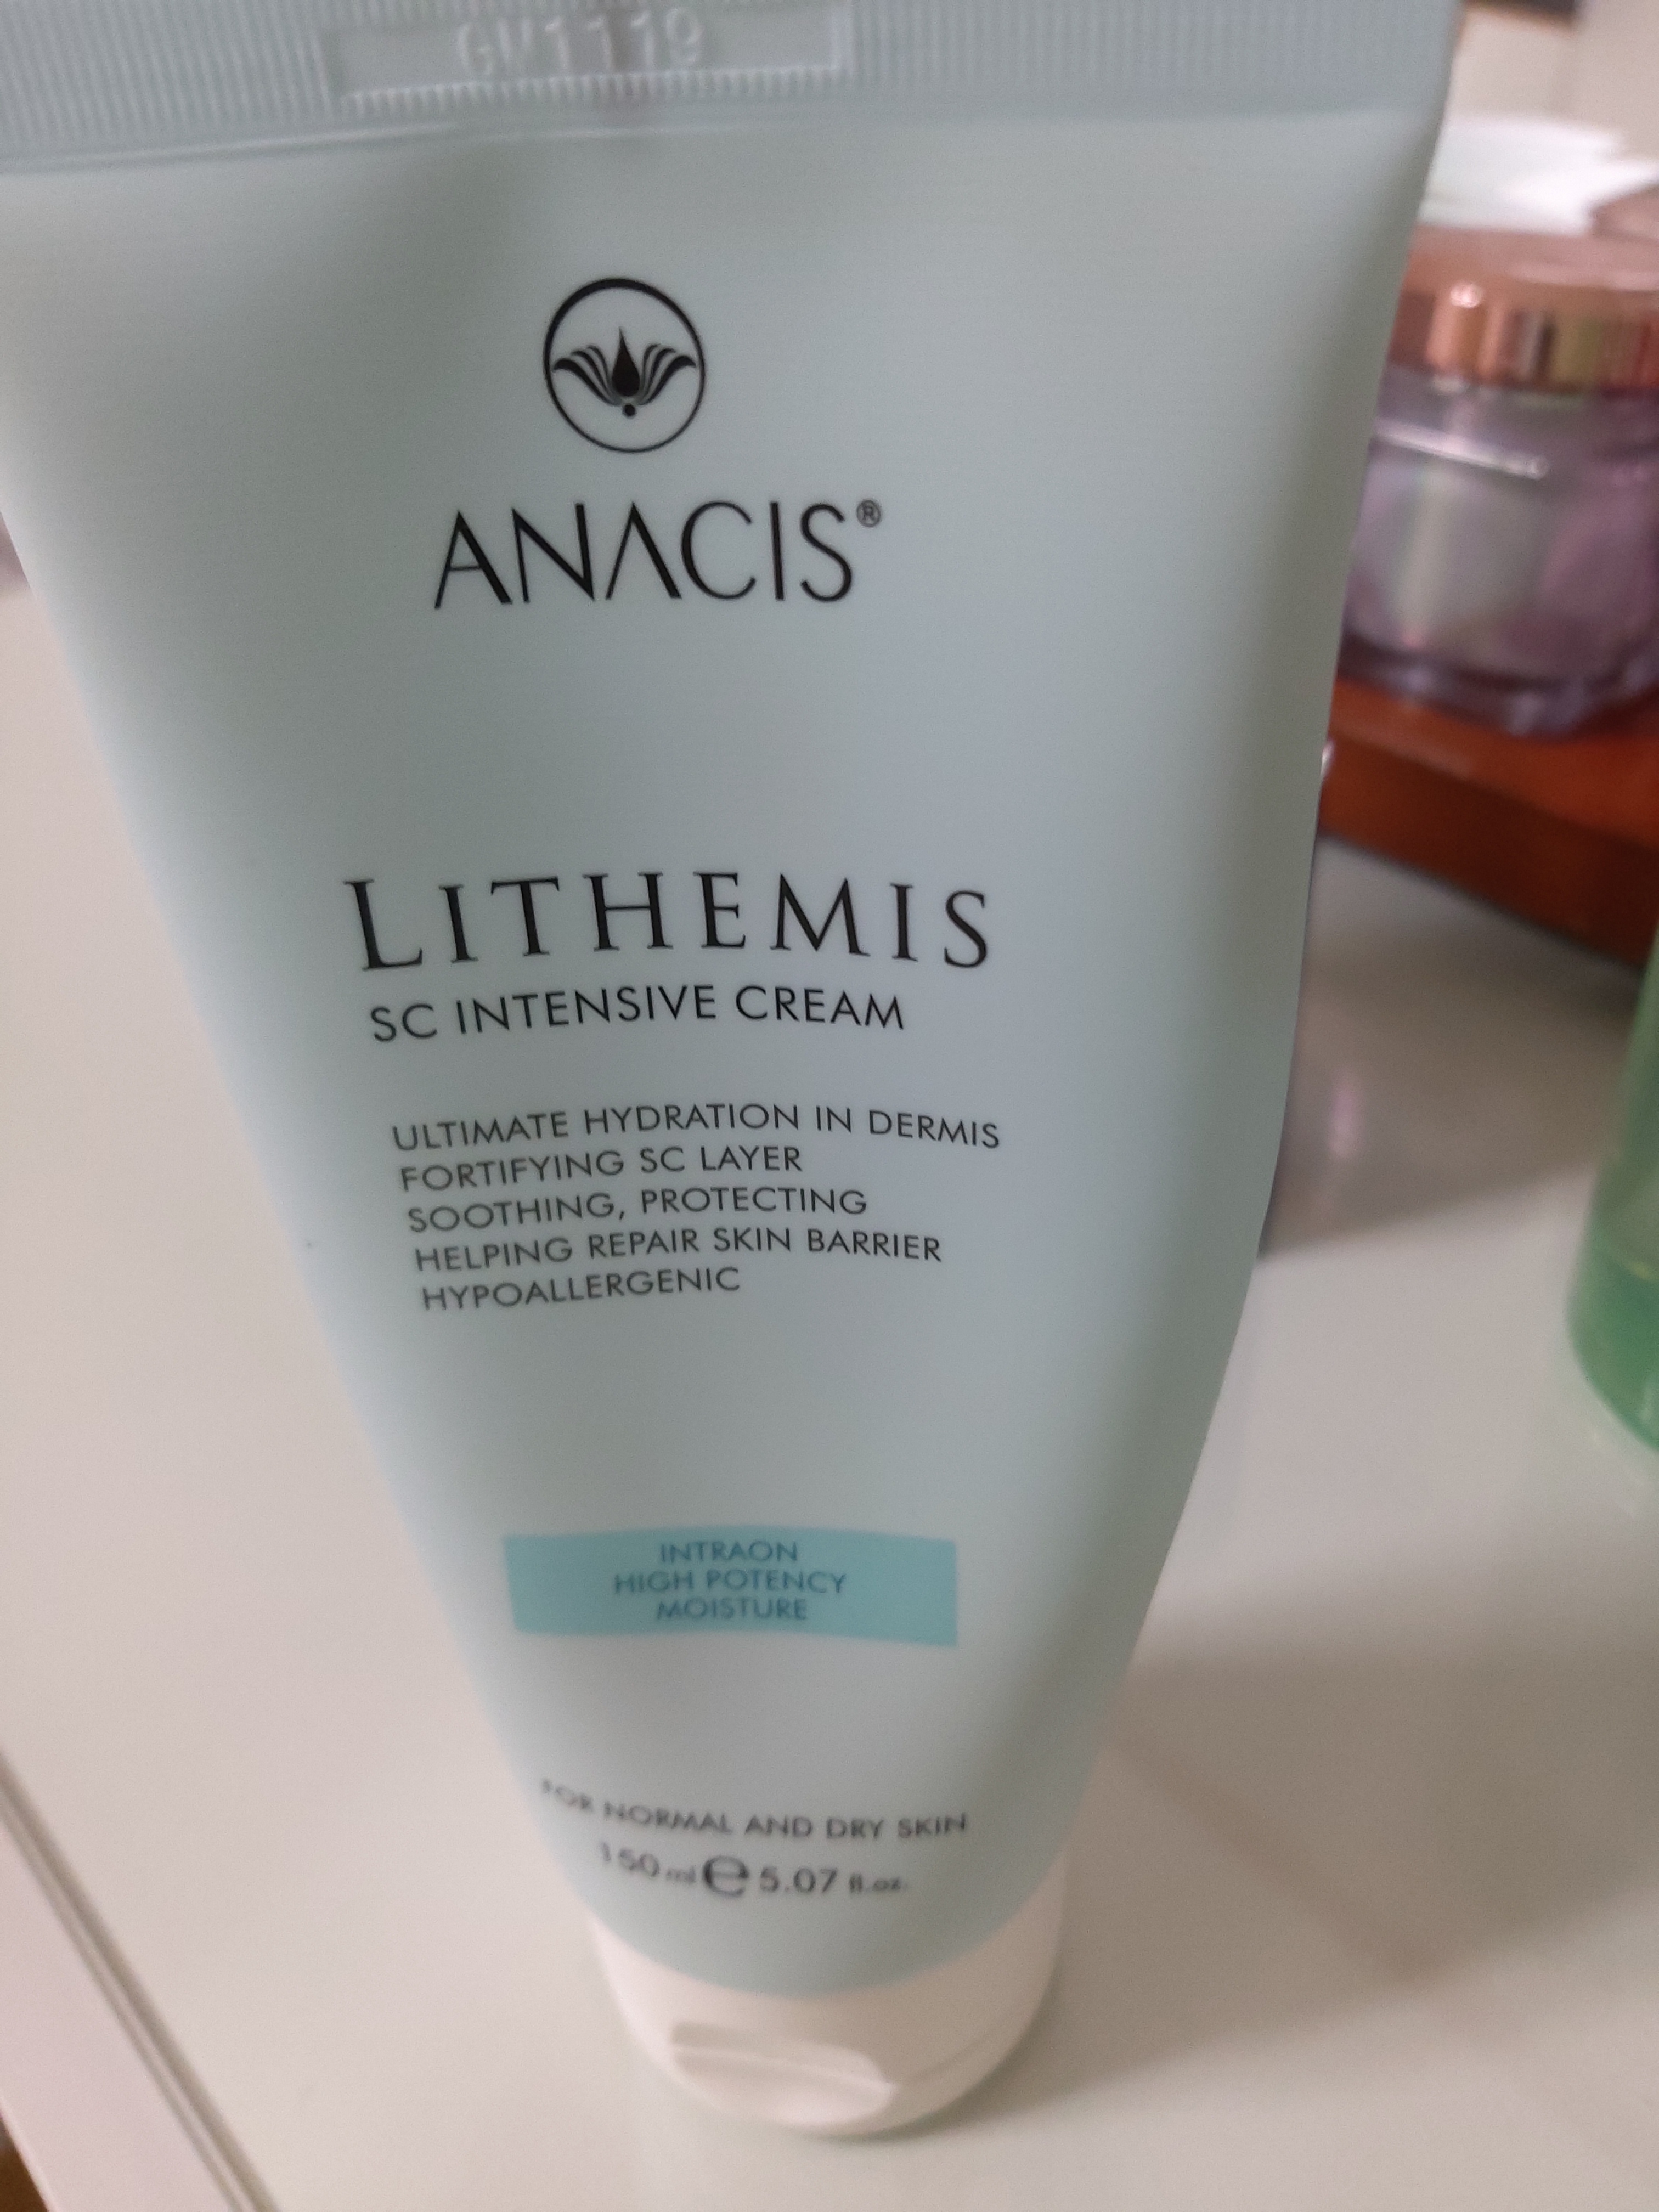 ANACIS®
LITHEMIS
SC INTENSIVE CREAM
ULTIMATE HYDRATION IN DERMIS
FORTIFYING SC LAYER
SOOTHING, PROTECTING
HELPING REPAIR SKIN BARRIER
HYPOALLERGENIC
INTRAON
HIGH POTENCY
MOISTURE
FOR NORMAL AND DRY SKIN
150 ml e 5.07 fl.oz.